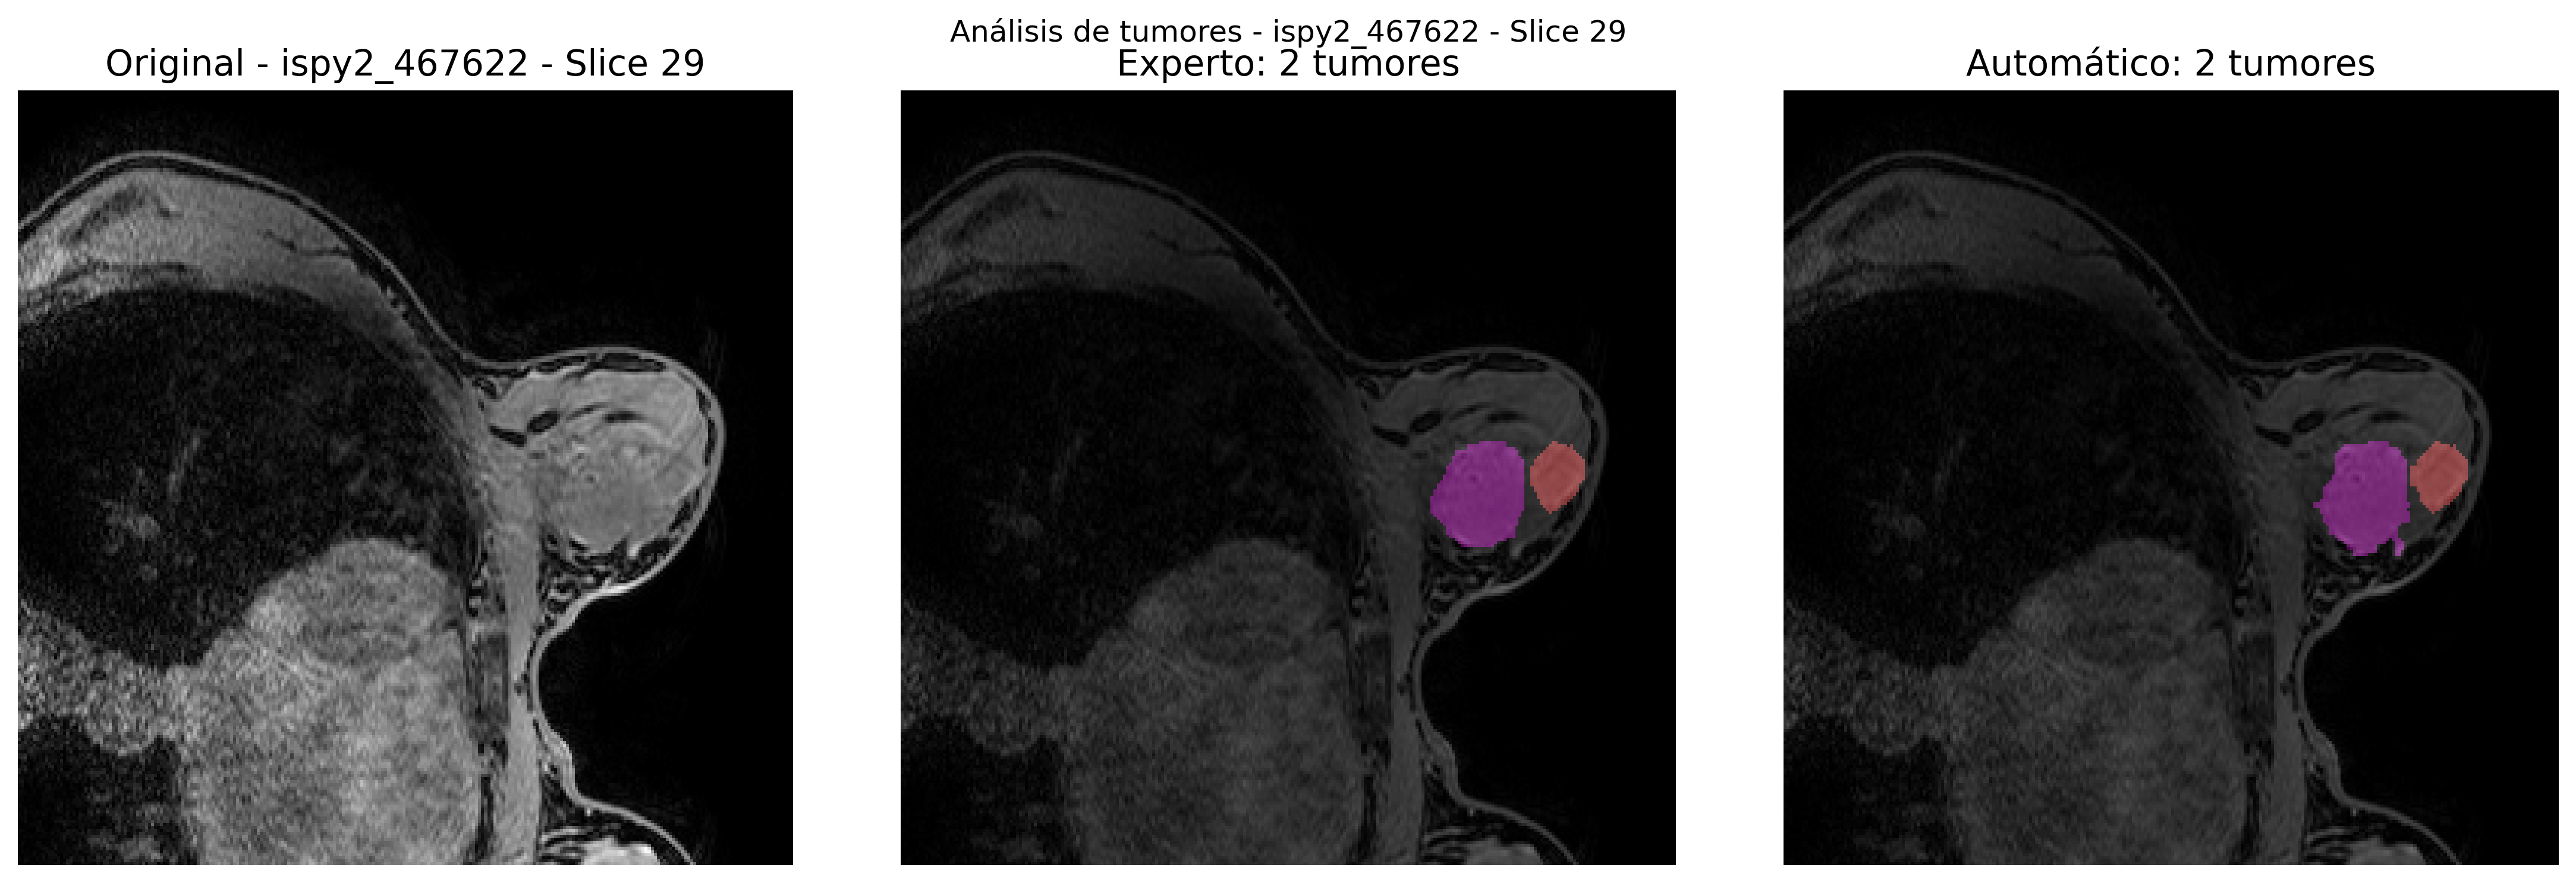 Análisis de tumores - ispy2_467622 - Slice 29
Original - ispy2_467622 - Slice 29
Experto: 2 tumores
Automático: 2 tumores